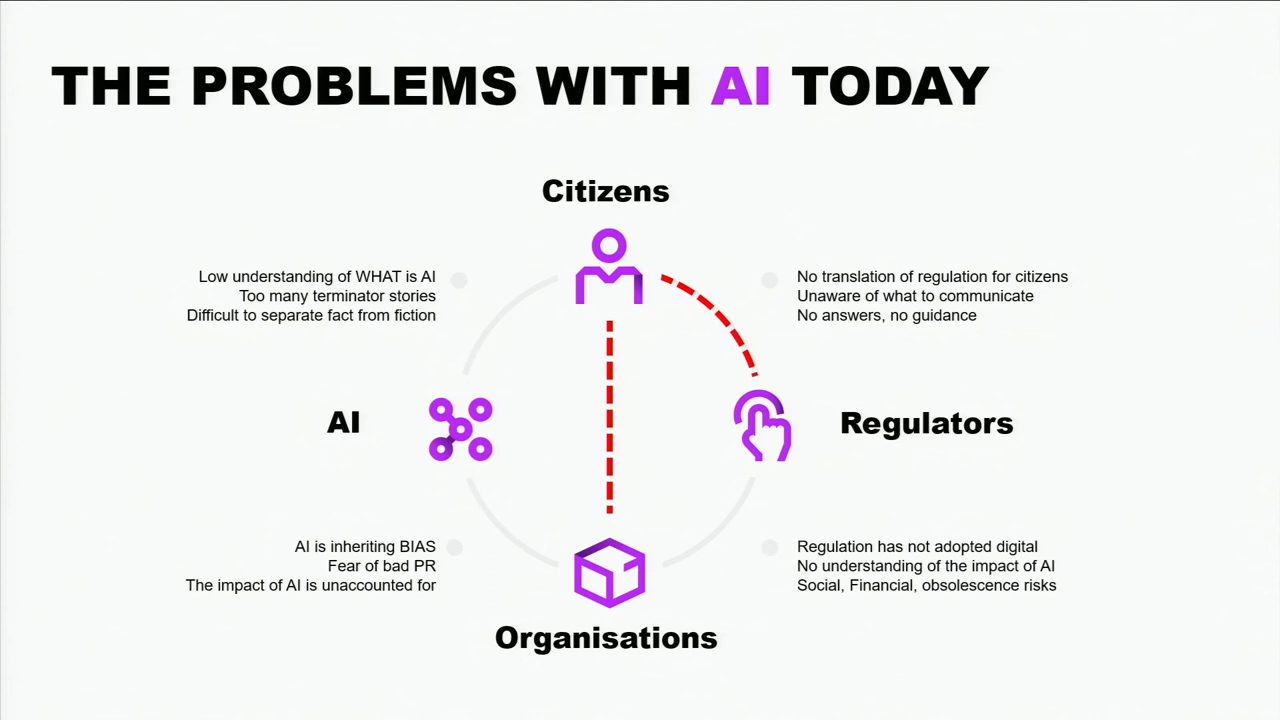 THE PROBLEMS WITH AI TODAY
Citizens
Low understanding of WHAT is AI
Too many terminator stories
Difficult to separate fact from fiction
No translation of regulation for citizens
Unaware of what to communicate
No answers, no guidance
AI
Regulators
AI is inheriting BIAS
Fear of bad PR
The impact of AI is unaccounted for
Regulation has not adopted digital
No understanding of the impact of AI
Social, Financial, obsolescence risks
Organisations